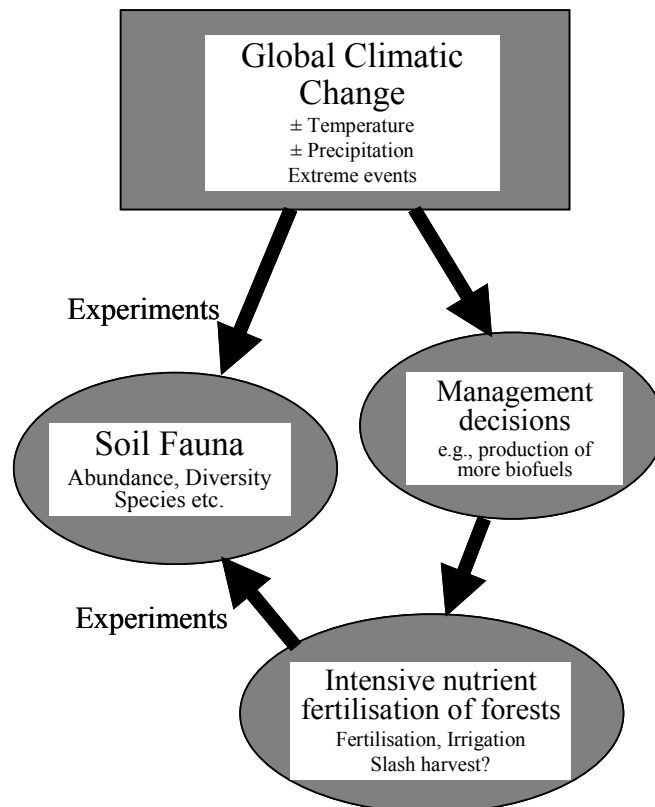 Global Climatic
Change
± Temperature
± Precipitation
Extreme events
Experiments
Management
decisions
e.g., production of
more biofuels
Soil Fauna
Abundance, Diversity
Species etc.
Experiments
Intensive nutrient
fertilisation of forests
Fertilisation, Irrigation
Slash harvest?